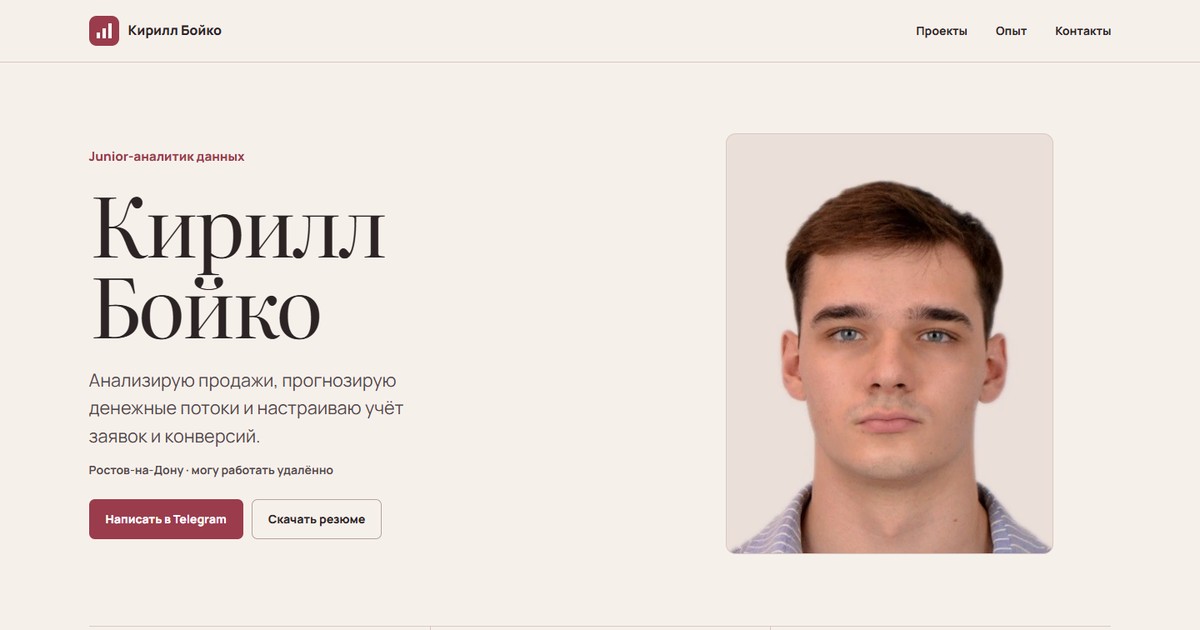 Кирилл Бойко
Проекты
Опыт
Контакты
Junior-аналитик данных
Кирилл
Бойко
Анализирую продажи, прогнозирую
денежные потоки и настраиваю учёт
заявок и конверсий.
Ростов-на-Дону · могу работать удалённо
Написать в Telegram
Скачать резюме